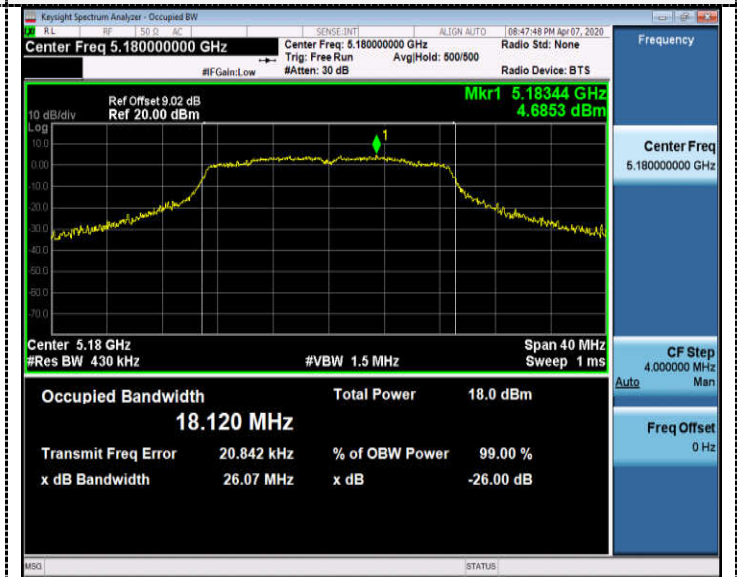 Keysight Spectrum Analyzer - Occupied BW
RL RF 50 Ω AC SENSE:INT ALIGN AUTO 08:47:48 PM Apr 07, 2020
Center Freq 5.180000000 GHz
Center Freq: 5.180000000 GHz
Radio Std: None
Trig: Free Run Avg|Hold: 500/500
#IFGain:Low
#Atten: 30 dB
Radio Device: BTS
Ref Offset 9.02 dB
Mkr1 5.18344 GHz
10 dB/div Ref 20.00 dBm
4.6853 dBm
Log
1
10.0
0.00
-10.0
-20.0
-30.0
-40.0
-50.0
-60.0
-70.0
Center 5.18 GHz Span 40 MHz
#Res BW 430 kHz #VBW 1.5 MHz Sweep 1 ms
Occupied Bandwidth Total Power 18.0 dBm
18.120 MHz
Transmit Freq Error 20.842 kHz % of OBW Power 99.00 %
x dB Bandwidth 26.07 MHz x dB -26.00 dB
MSG STATUS
Frequency
Center Freq
5.180000000 GHz
CF Step
4.000000 MHz
Auto Man
Freq Offset
0 Hz